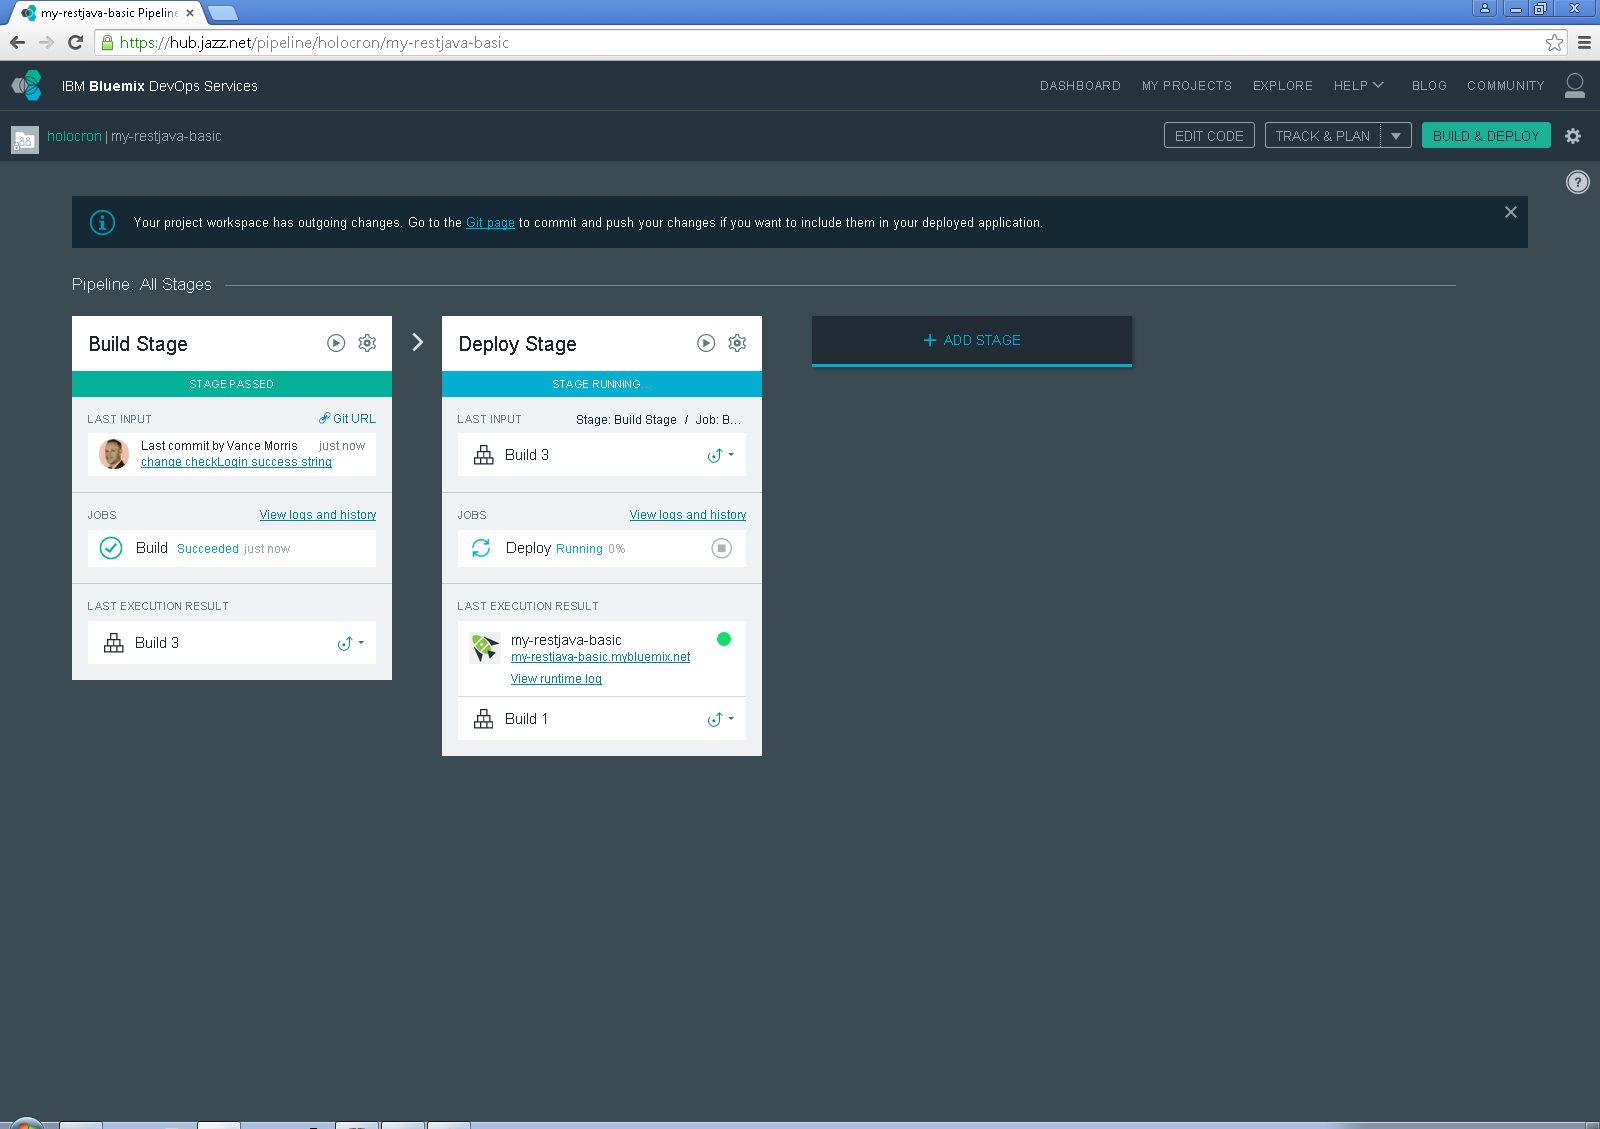 my-restjava-basic Pipeline
https://hub.jazz.net/pipeline/holocron/my-restjava-basic
IBM Bluemix DevOps Services
DASHBOARD MY PROJECTS EXPLORE HELP BLOG COMMUNITY
holocron | my-restjava-basic
EDIT CODE TRACK & PLAN BUILD & DEPLOY
?
Your project workspace has outgoing changes. Go to the Git page to commit and push your changes if you want to include them in your deployed application.
Pipeline: All Stages
Build Stage
STAGE PASSED
LAST INPUT Git URL
Last commit by Vance Morris just now
change checkLogin success string
JOBS View logs and history
Build Succeeded just now
LAST EXECUTION RESULT
Build 3
Deploy Stage
STAGE RUNNING...
LAST INPUT Stage: Build Stage / Job: B...
Build 3
JOBS View logs and history
Deploy Running 0%
LAST EXECUTION RESULT
my-restjava-basic
my-restjava-basic.mybluemix.net
View runtime log
Build 1
+ ADD STAGE